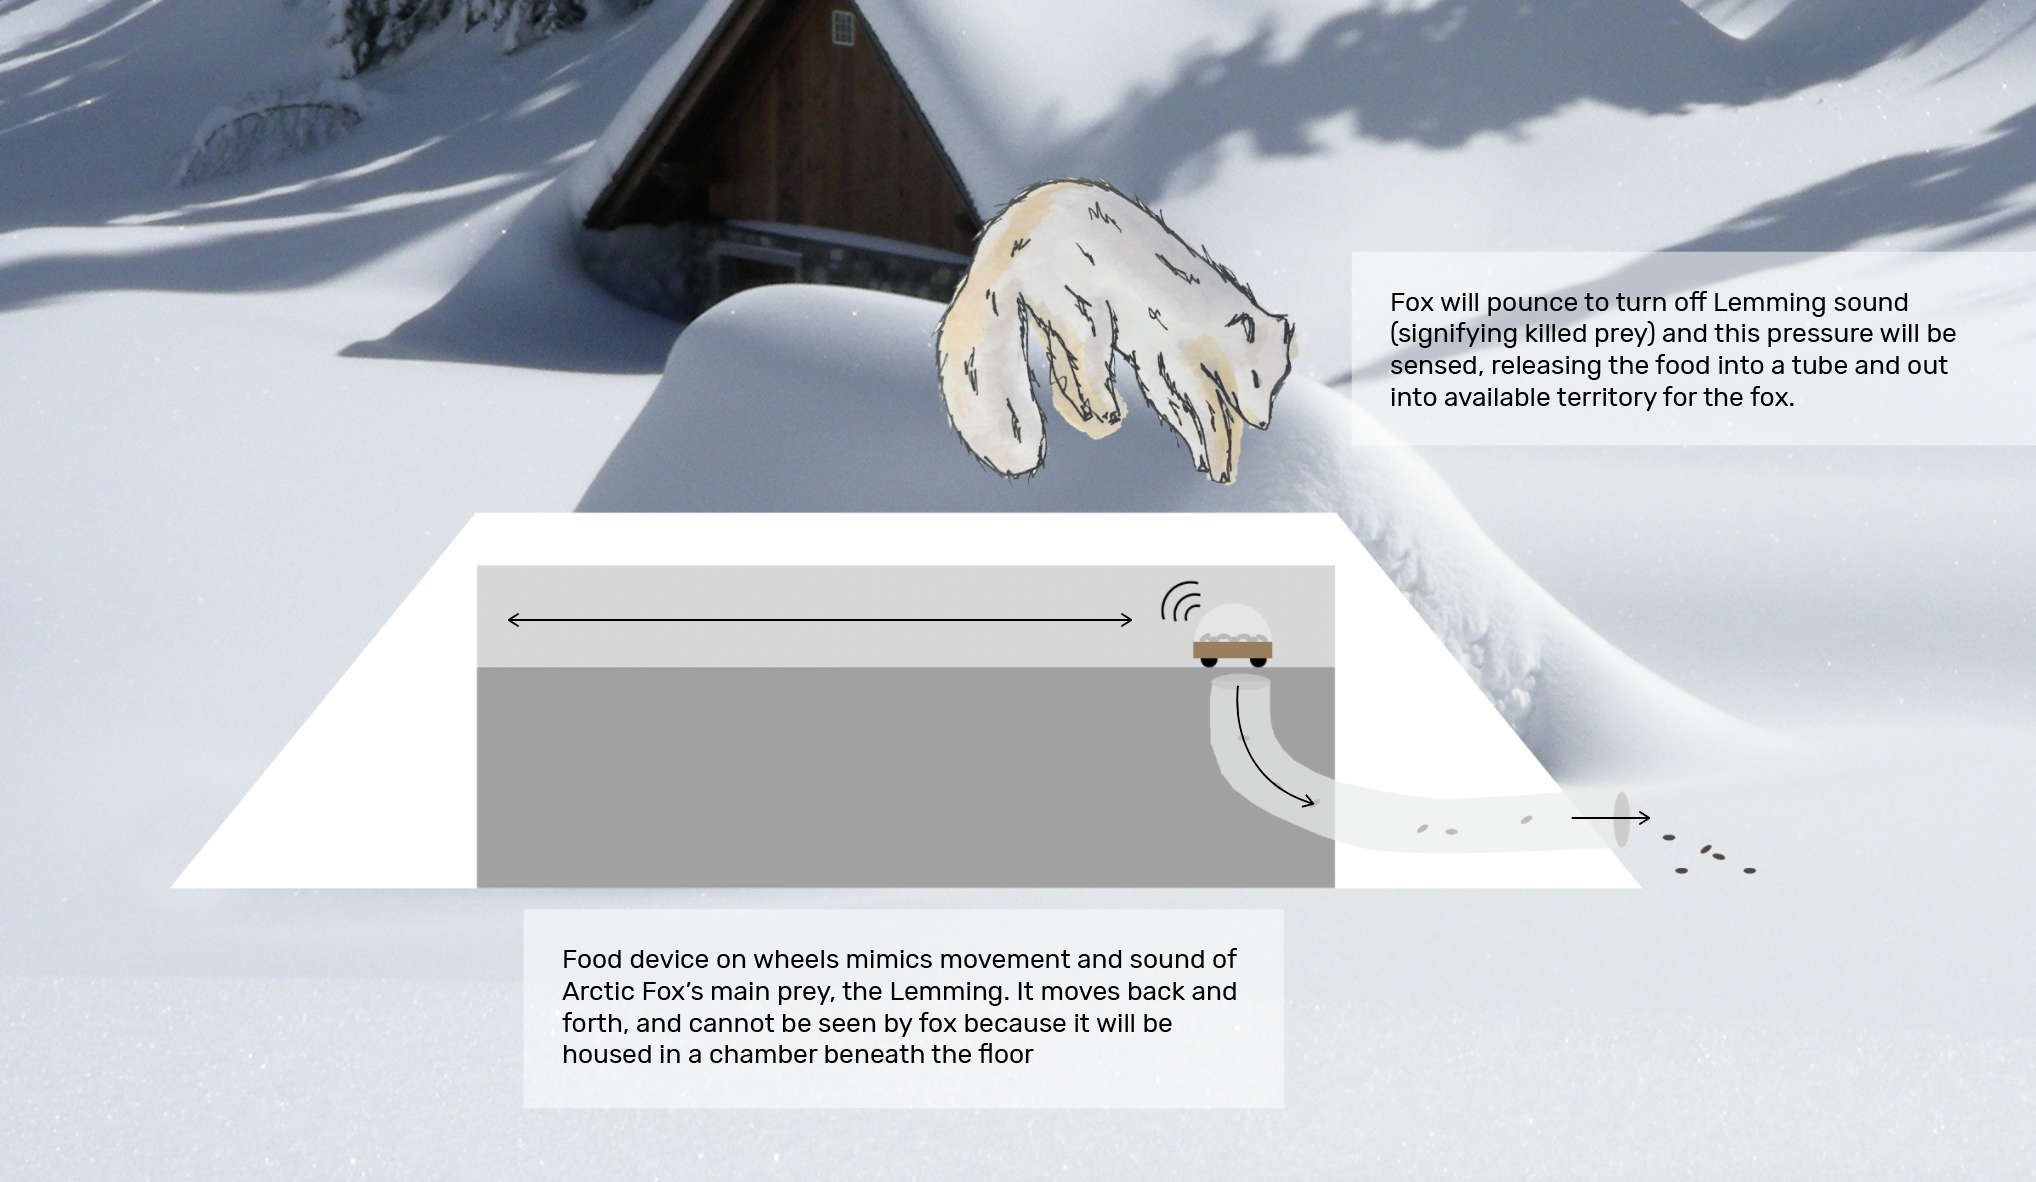 Fox will pounce to turn off Lemming sound
(signifying killed prey) and this pressure will be
sensed, releasing the food into a tube and out
into available territory for the fox.
Food device on wheels mimics movement and sound of
Arctic Fox’s main prey, the Lemming. It moves back and
forth, and cannot be seen by fox because it will be
housed in a chamber beneath the floor